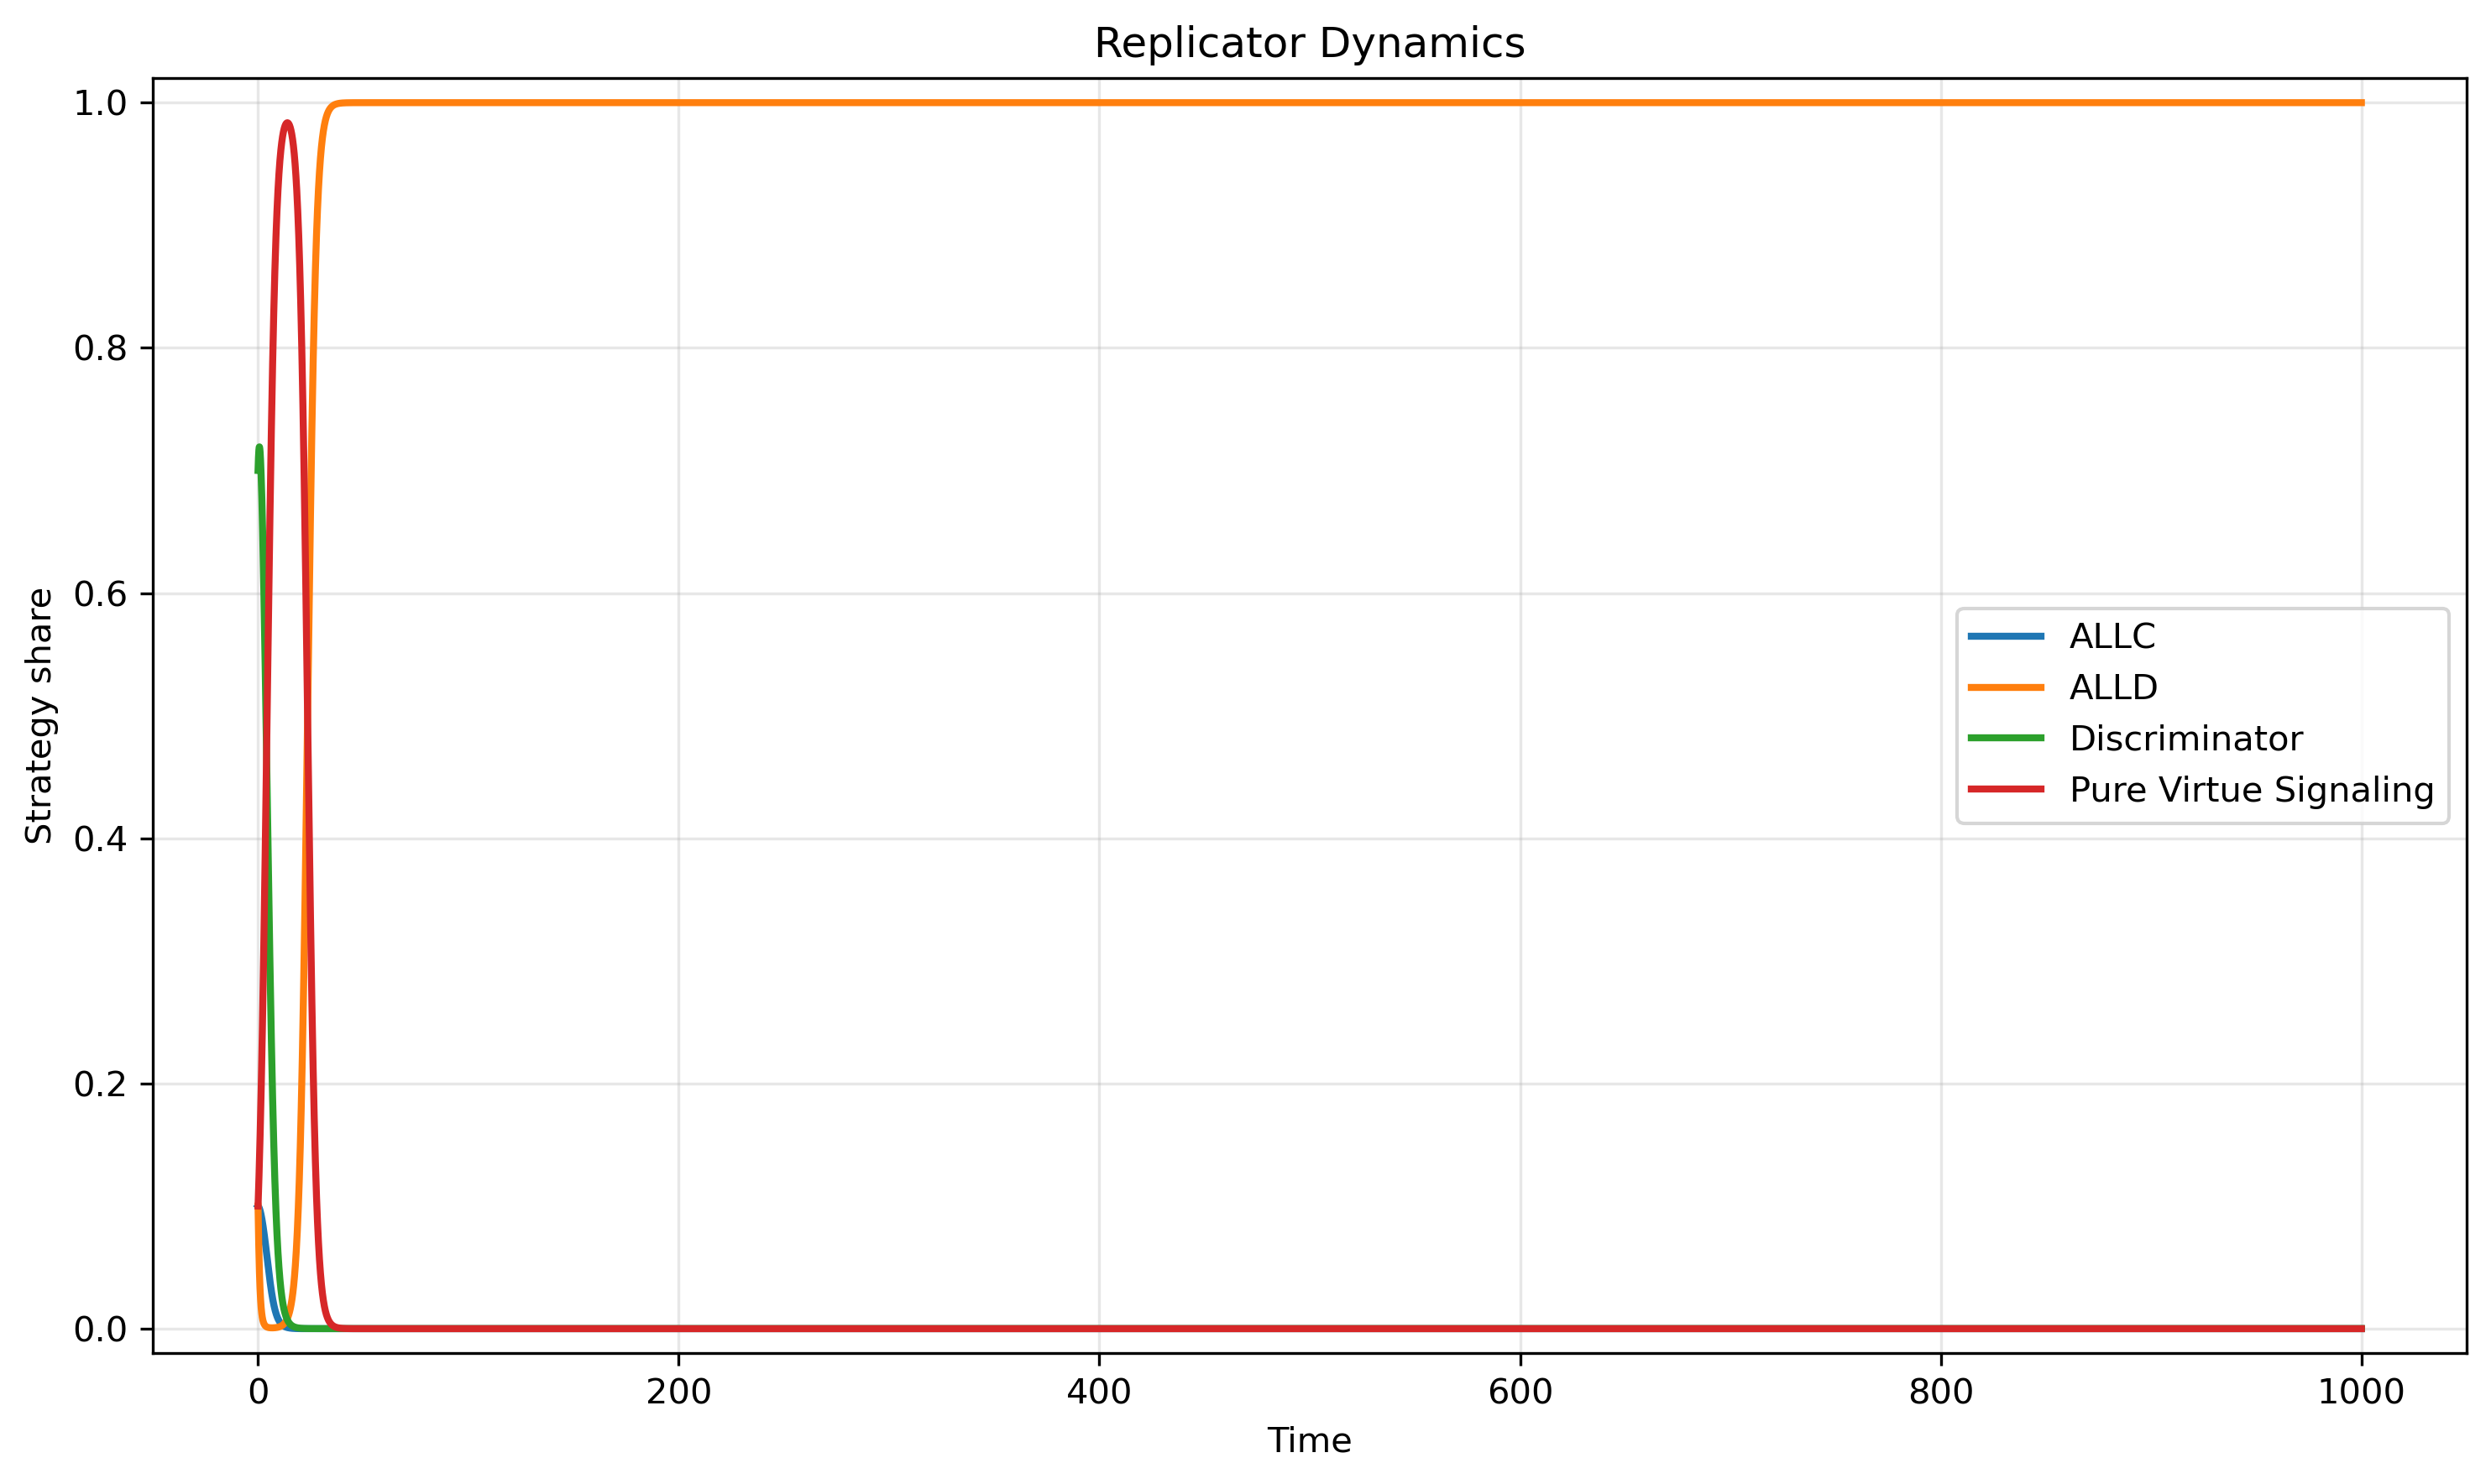 Replicator Dynamics
Strategy share
1.0
0.8
0.6
0.4
0.2
0.0
ALLC
ALLD
Discriminator
Pure Virtue Signaling
0 200 400 600 800 1000
Time